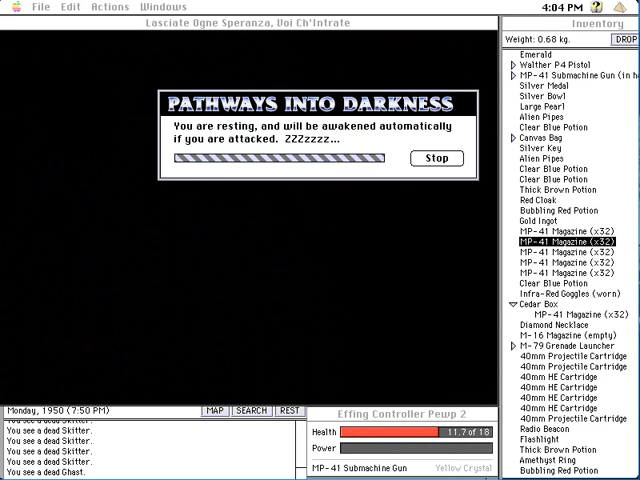 File Edit Actions Windows 4:04 PM
Lasciate Ogne Speranza, Voi Ch'Intrate
PATHWAYS INTO DARKNESS
You are resting, and will be awakened automatically
if you are attacked. ZZZzzzz...
Stop
Inventory
Weight: 0.68 kg. DROP
Emerald
Walther P4 Pistol
MP-41 Submachine Gun (in ha
Silver Medal
Silver Bowl
Large Pearl
Alien Pipes
Clear Blue Potion
Canvas Bag
Silver Key
Alien Pipes
Clear Blue Potion
Clear Blue Potion
Thick Brown Potion
Red Cloak
Bubbling Red Potion
Gold Ingot
MP-41 Magazine (x32)
MP-41 Magazine (x32)
MP-41 Magazine (x32)
MP-41 Magazine (x32)
MP-41 Magazine (x32)
Clear Blue Potion
Infra-Red Goggles (worn)
Cedar Box
MP-41 Magazine (x32)
Diamond Necklace
M-16 Magazine (empty)
M-79 Grenade Launcher
40mm Projectile Cartridge
40mm Projectile Cartridge
40mm HE Cartridge
40mm HE Cartridge
40mm HE Cartridge
40mm HE Cartridge
40mm Projectile Cartridge
Radio Beacon
Flashlight
Thick Brown Potion
Amethyst Ring
Bubbling Red Potion
Monday, 1950 (7:50 PM) MAP SEARCH REST
You see a dead Skitter.
You see a dead Skitter.
You see a dead Skitter.
You see a dead Skitter.
You see a dead Skitter.
You see a dead Ghast.
Effing Controller Pewp 2
Health 11.7 of 18
Power
MP-41 Submachine Gun Yellow Crystal